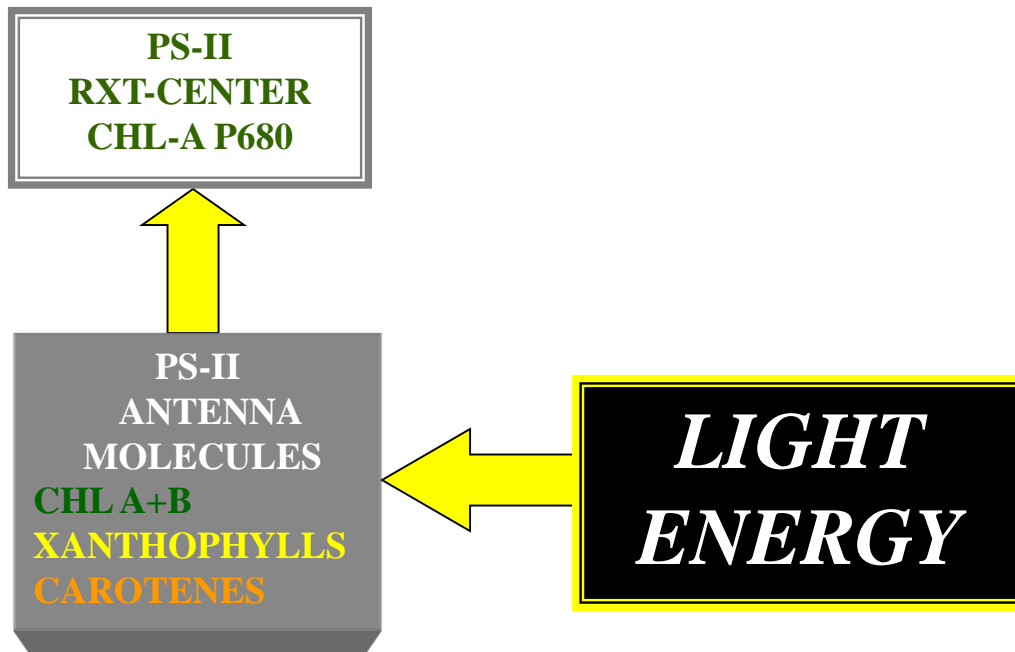 PS-II
RXT-CENTER
CHL-A P680
PS-II
ANTENNA
MOLECULES
CHL A+B
XANTHOPHYLLS
CAROTENES
LIGHT
ENERGY